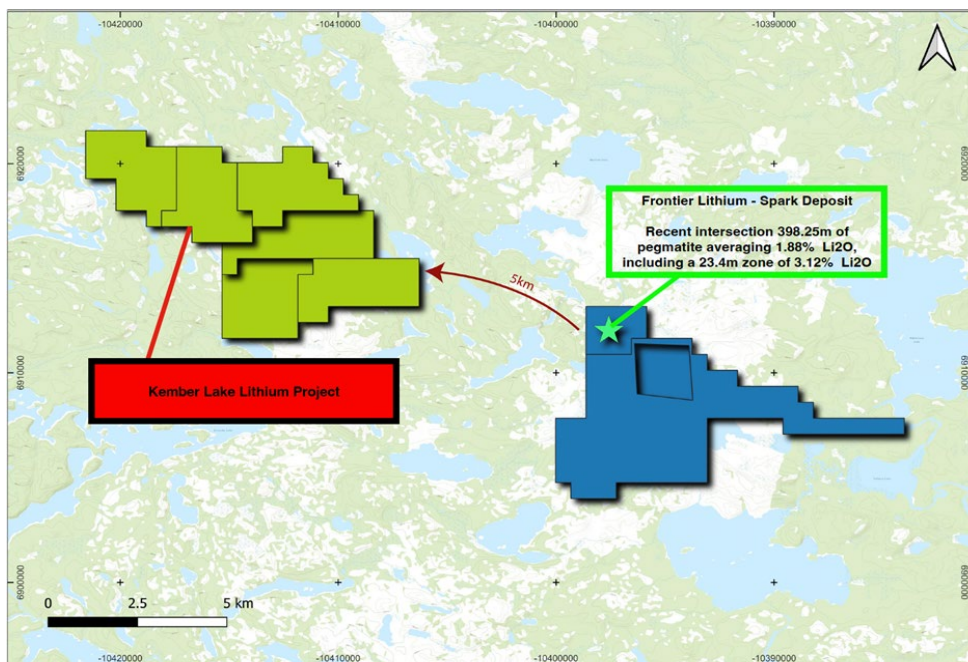 -10420000
-10410000
-10400000
-10390000
6920000
6920000
Frontier Lithium - Spark Deposit
Recent intersection 398.25m of
pegmatite averaging 1.88% Li2O,
including a 23.4m zone of 3.12% Li2O
5km
6910000
6910000
Kember Lake Lithium Project
6900000
6900000
0 2.5 5 km
-10420000
-10410000
-10400000
-10390000